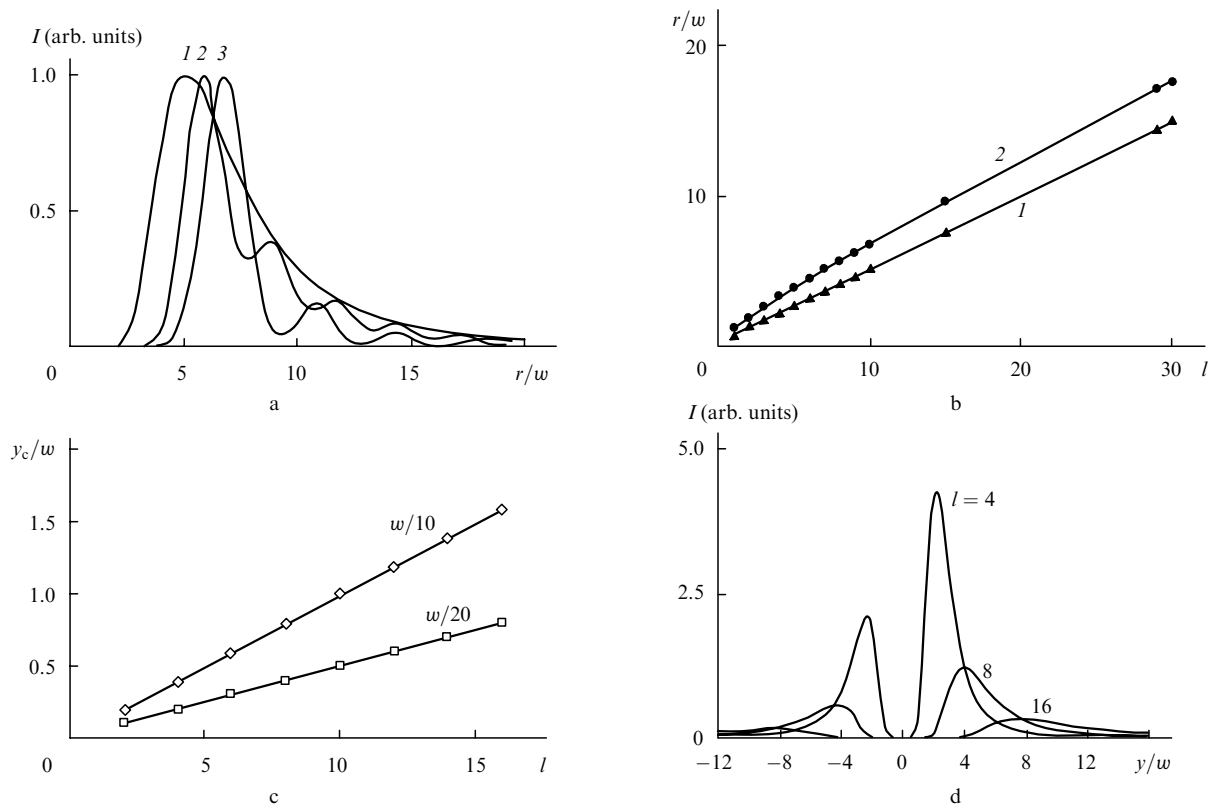 I (arb. units)
1 2 3
1.0
0.5
0 5 10 15 r/w
a
r/w
20
10
2
1
0 10 20 30 l
b
y_c/w
1.5
1.0
0.5
w/10
w/20
0 5 10 15 l
c
I (arb. units)
5.0
2.5
0
l = 4
8
16
−12 −8 −4 0 4 8 12 y/w
d